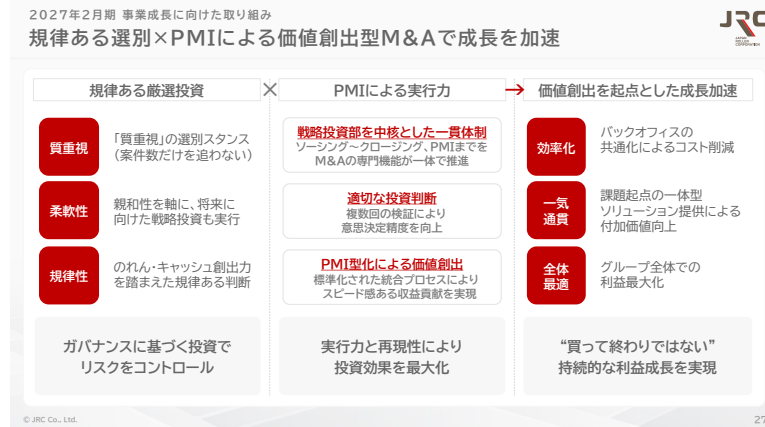 2027年2月期 事業成長に向けた取り組み
規律ある選別×PMIによる価値創出型M&Aで成長を加速
JRC
JAPAN
ROLLER
CORPORATION
規律ある厳選投資
×
PMIによる実行力
→
価値創出を起点とした成長加速
質重視
「質重視」の選別スタンス
（案件数だけを追わない）
柔軟性
親和性を軸に、将来に
向けた戦略投資も実行
規律性
のれん・キャッシュ創出力
を踏まえた規律ある判断
ガバナンスに基づく投資で
リスクをコントロール
戦略投資部を中核とした一貫体制
ソーシング～クロージング、PMIまでを
M&Aの専門機能が一体で推進
適切な投資判断
複数回の検証により
意思決定精度を向上
PMI型化による価値創出
標準化された統合プロセスにより
スピード感ある収益貢献を実現
実行力と再現性により
投資効果を最大化
効率化
バックオフィスの
共通化によるコスト削減
一気
通貫
課題起点の一体型
ソリューション提供による
付加価値向上
全体
最適
グループ全体での
利益最大化
“買って終わりではない”
持続的な利益成長を実現
© JRC Co., Ltd.
27